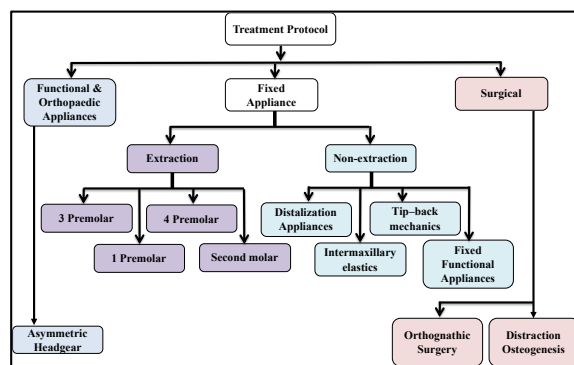 Treatment Protocol
Functional &
Orthopaedic
Appliances
Fixed
Appliance
Surgical
Extraction
Non-extraction
3 Premolar
4 Premolar
1 Premolar
Second molar
Distalization
Appliances
Tip–back
mechanics
Intermaxillary
elastics
Fixed
Functional
Appliances
Asymmetric
Headgear
Orthognathic
Surgery
Distraction
Osteogenesis